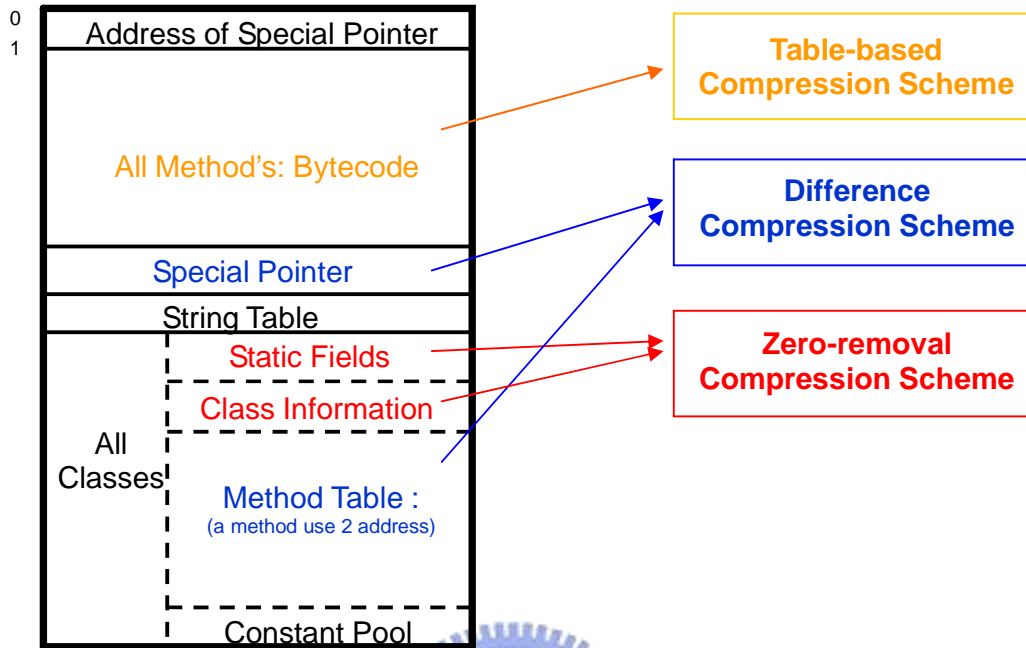 0
1
Address of Special Pointer
All Method's: Bytecode
Special Pointer
String Table
All
Classes
Static Fields
Class Information
Method Table :
(a method use 2 address)
Constant Pool
Table-based
Compression Scheme
Difference
Compression Scheme
Zero-removal
Compression Scheme